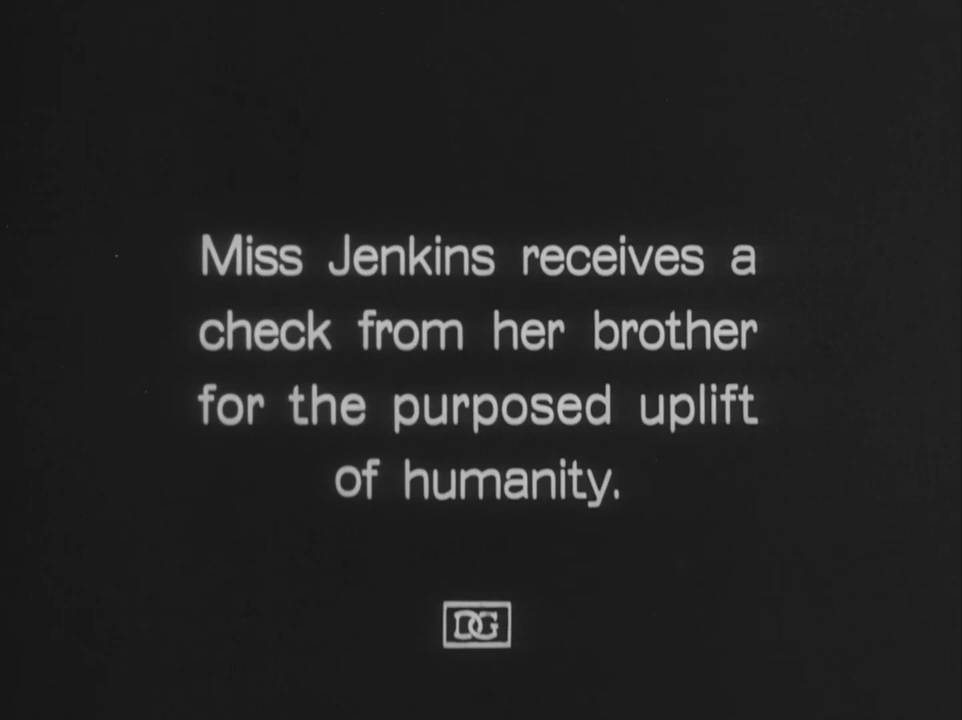 Miss Jenkins receives a
check from her brother
for the purposed uplift
of humanity.
DG